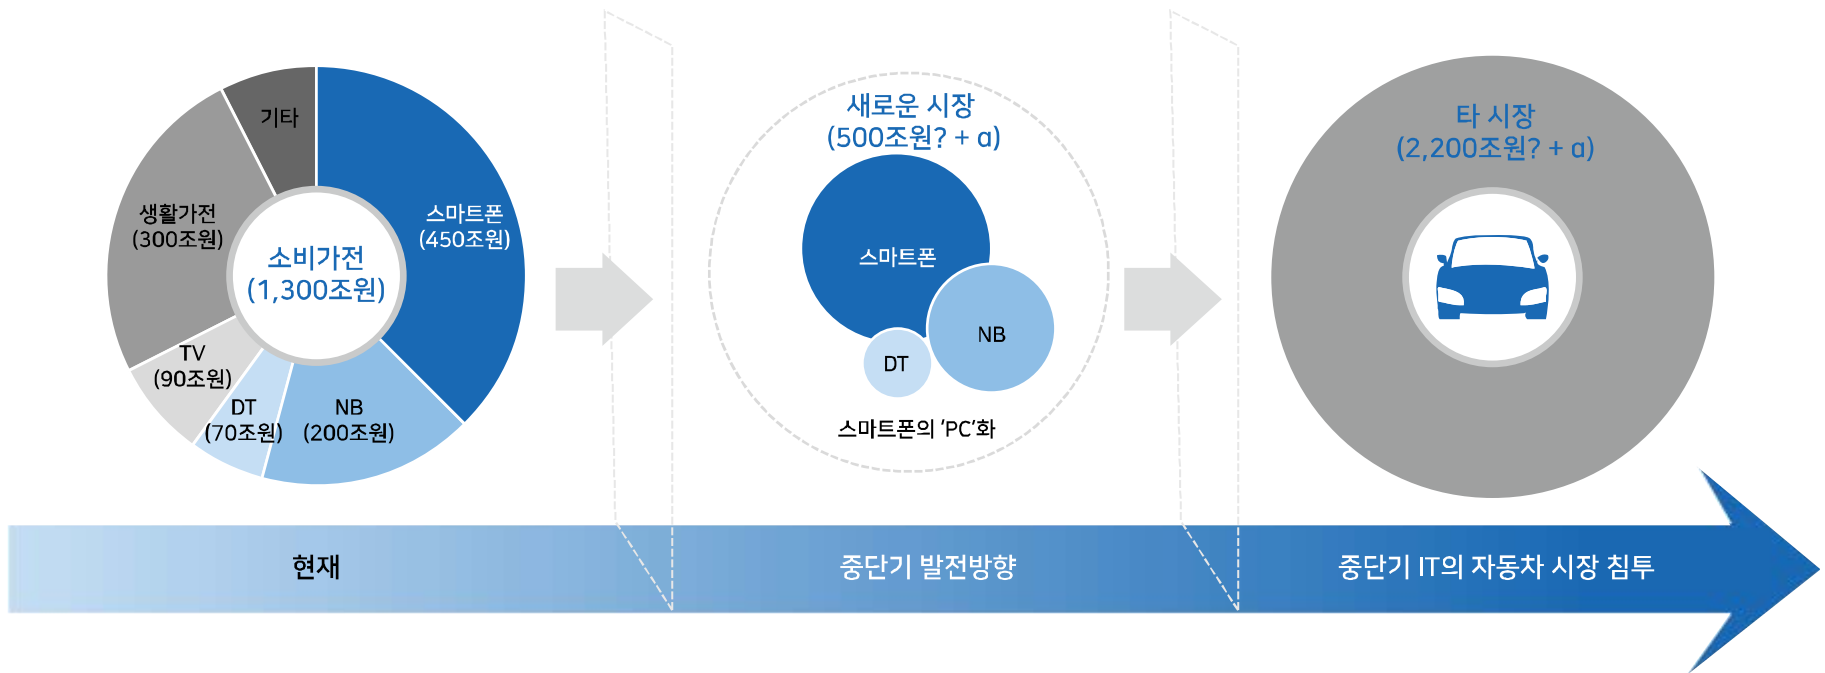 기타
생활가전
(300조원)
스마트폰
(450조원)
소비가전
(1,300조원)
TV
(90조원)
DT
(70조원)
NB
(200조원)
새로운 시장
(500조원? + α)
스마트폰
NB
DT
스마트폰의 'PC'화
타 시장
(2,200조원? + α)
현재
중단기 발전방향
중단기 IT의 자동차 시장 침투